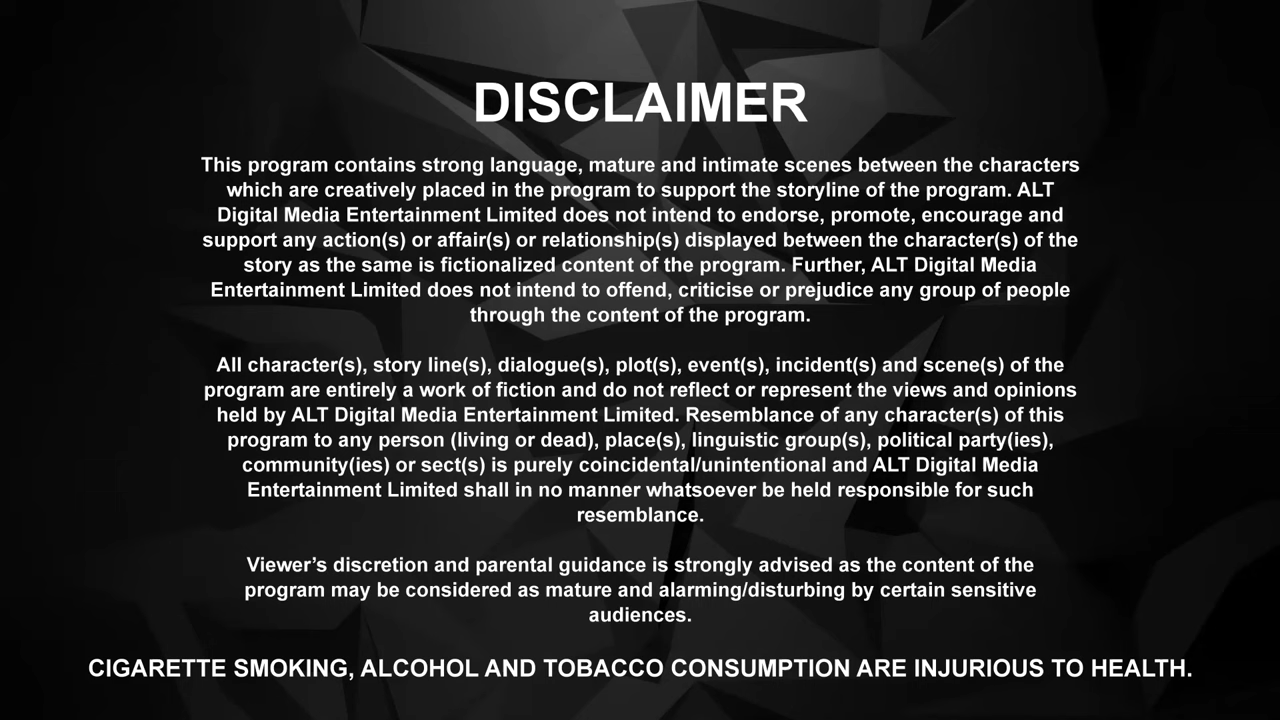 DISCLAIMER
This program contains strong language, mature and intimate scenes between the characters
which are creatively placed in the program to support the storyline of the program. ALT
Digital Media Entertainment Limited does not intend to endorse, promote, encourage and
support any action(s) or affair(s) or relationship(s) displayed between the character(s) of the
story as the same is fictionalized content of the program. Further, ALT Digital Media
Entertainment Limited does not intend to offend, criticise or prejudice any group of people
through the content of the program.
All character(s), story line(s), dialogue(s), plot(s), event(s), incident(s) and scene(s) of the
program are entirely a work of fiction and do not reflect or represent the views and opinions
held by ALT Digital Media Entertainment Limited. Resemblance of any character(s) of this
program to any person (living or dead), place(s), linguistic group(s), political party(ies),
community(ies) or sect(s) is purely coincidental/unintentional and ALT Digital Media
Entertainment Limited shall in no manner whatsoever be held responsible for such
resemblance.
Viewer’s discretion and parental guidance is strongly advised as the content of the
program may be considered as mature and alarming/disturbing by certain sensitive
audiences.
CIGARETTE SMOKING, ALCOHOL AND TOBACCO CONSUMPTION ARE INJURIOUS TO HEALTH.